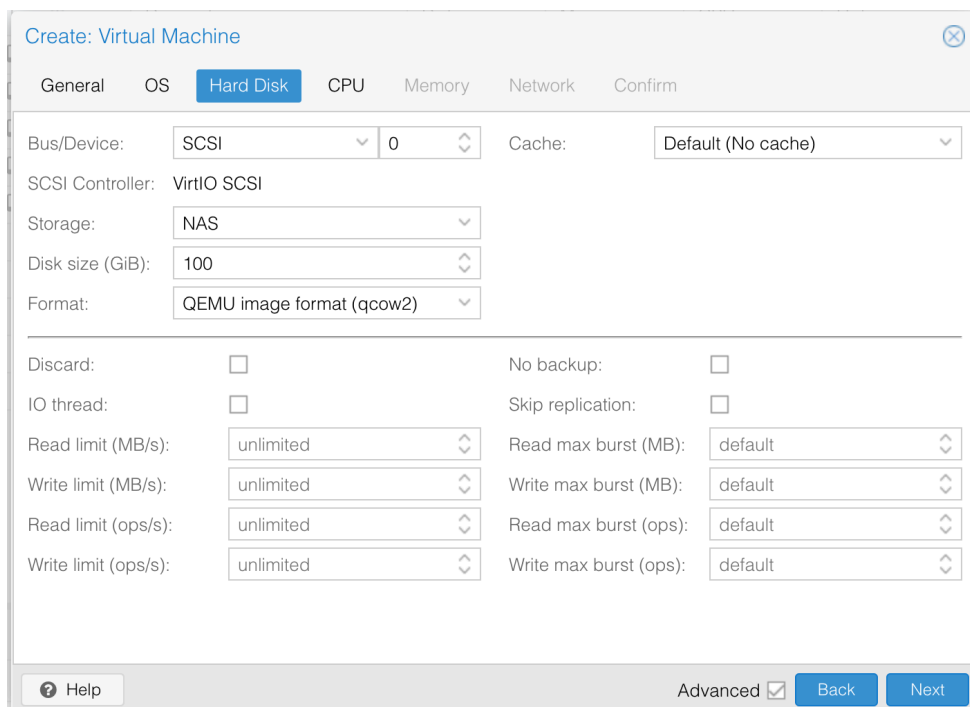 Create: Virtual Machine
General OS Hard Disk CPU Memory Network Confirm
Bus/Device: SCSI 0 Cache: Default (No cache)
SCSI Controller: VirtIO SCSI
Storage: NAS
Disk size (GiB): 100
Format: QEMU image format (qcow2)
Discard: No backup:
IO thread: Skip replication:
Read limit (MB/s): unlimited Read max burst (MB): default
Write limit (MB/s): unlimited Write max burst (MB): default
Read limit (ops/s): unlimited Read max burst (ops): default
Write limit (ops/s): unlimited Write max burst (ops): default
Help Advanced Back Next